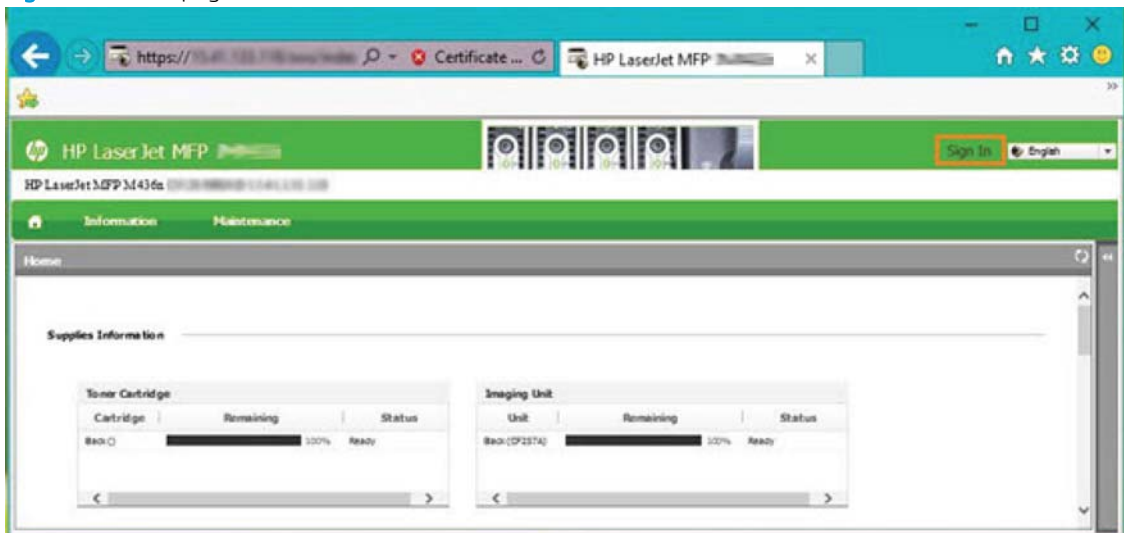 https://
Certificate ...
HP LaserJet MFP
hp HP LaserJet MFP
Sign In
English
HP LaserJet MFP M436n
Information Maintenance
Home
Supplies Information
Toner Cartridge
Cartridge Remaining Status
100% Ready
Imaging Unit
Unit Remaining Status
(CF257A) 100% Ready